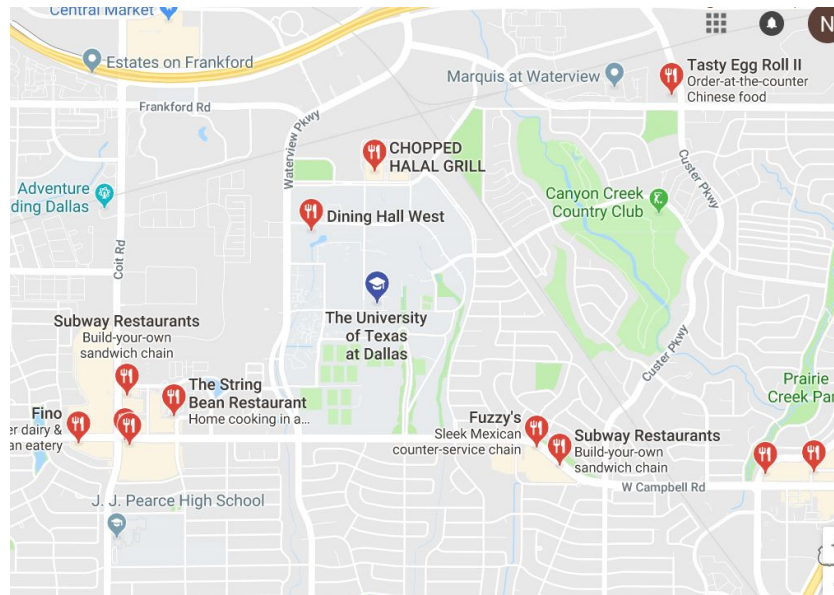 Central Market
N
Estates on Frankford
Marquis at Waterview
Tasty Egg Roll II
Order-at-the-counter
Chinese food
Frankford Rd
Waterview Pkwy
CHOPPED
HALAL GRILL
Custer Pkwy
Adventure
ding Dallas
Canyon Creek
Country Club
Dining Hall West
Coit Rd
The University
of Texas
at Dallas
Subway Restaurants
Build-your-own
sandwich chain
Custer Pkwy
The String
Bean Restaurant
Home cooking in a...
Prairie
Creek Par
Fino
er dairy &
an eatery
Fuzzy's
Sleek Mexican
counter-service chain
Subway Restaurants
Build-your-own
sandwich chain
W Campbell Rd
J. J. Pearce High School